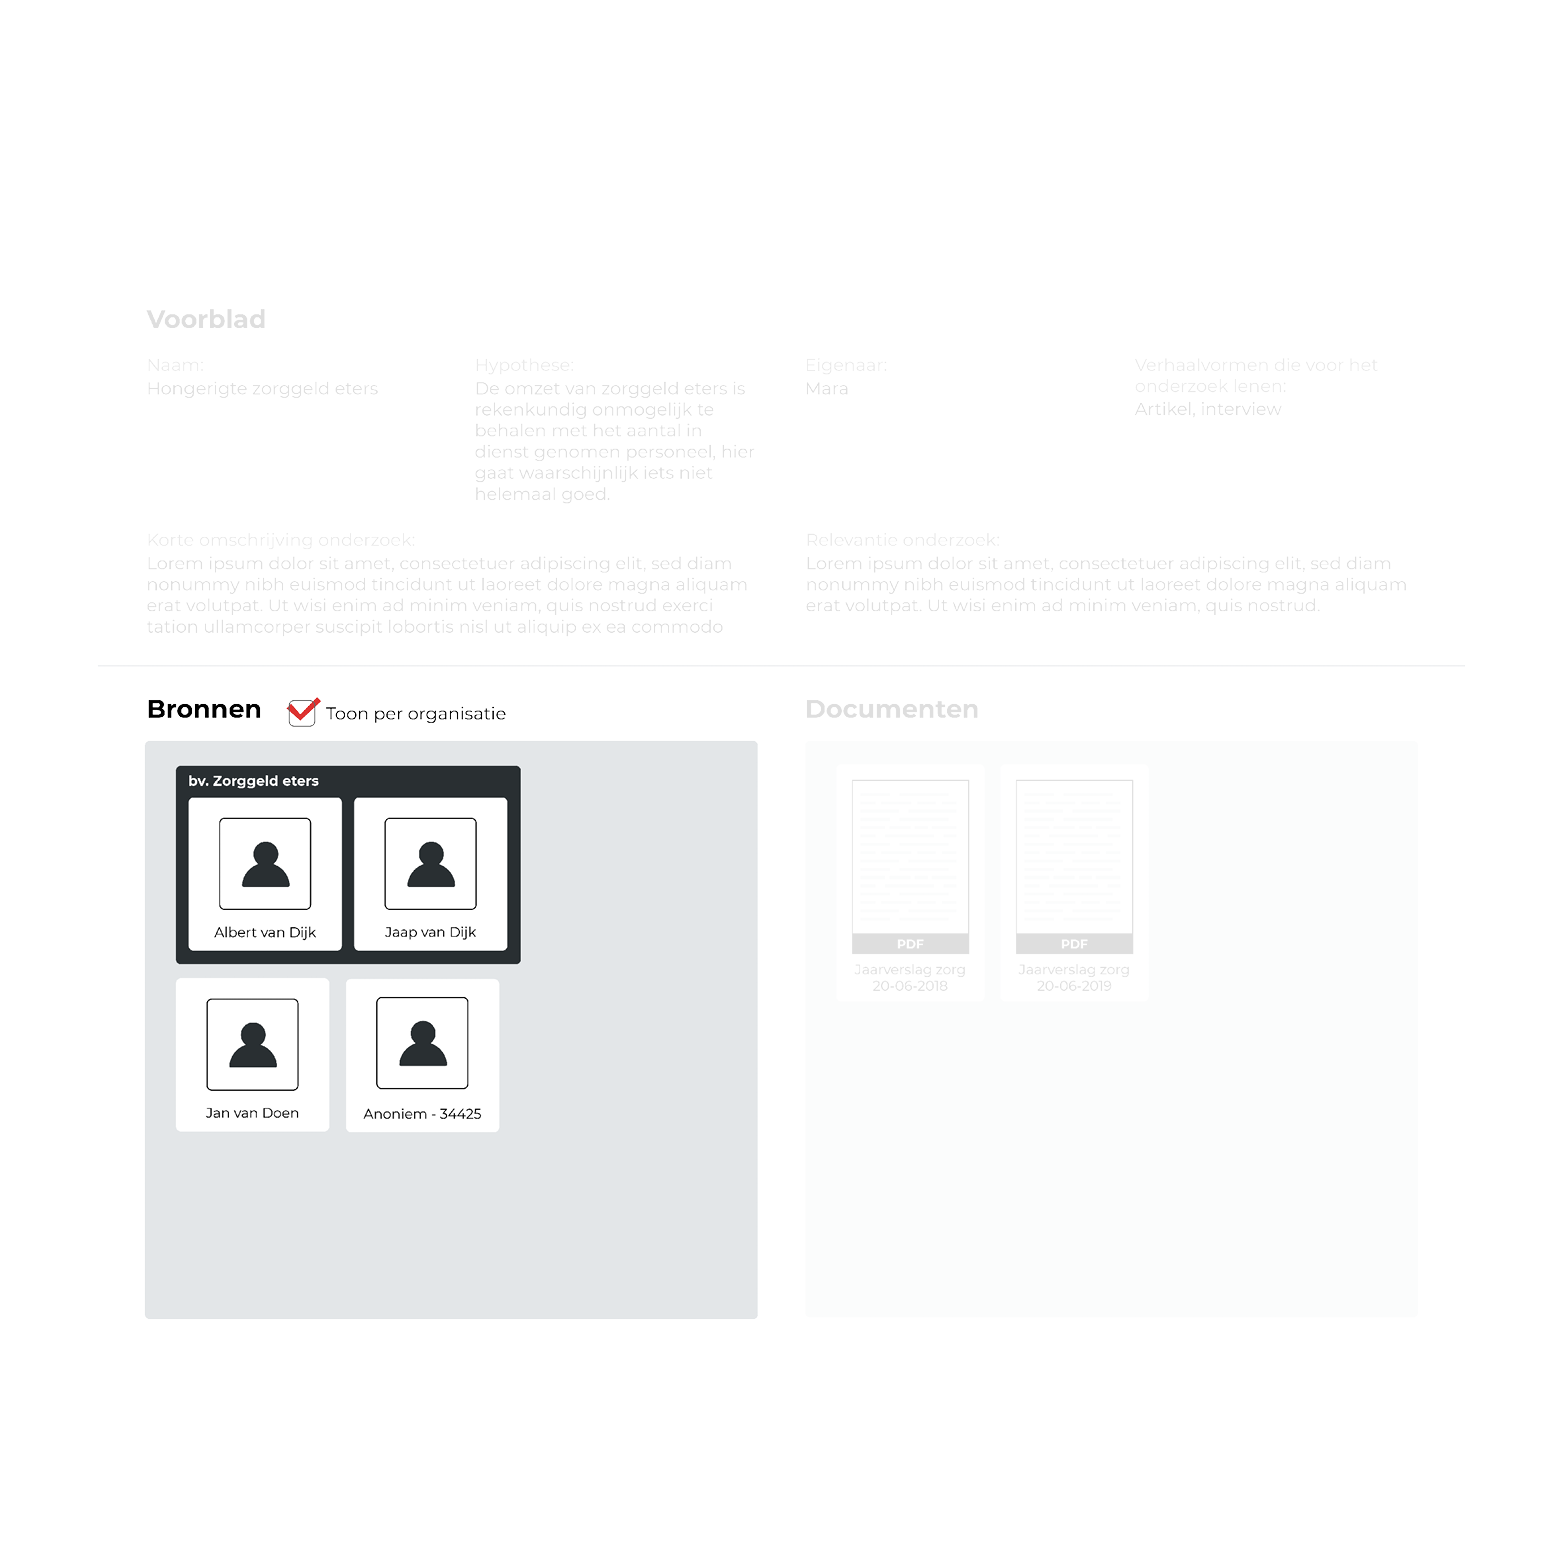 Voorblad
Naam:
Hongerigte zorggeld eters
Hypothese:
De omzet van zorggeld eters is
rekenkundig onmogelijk te
behalen met het aantal in
dienst genomen personeel, hier
gaat waarschijnlijk iets niet
helemaal goed.
Eigenaar:
Mara
Verhaalvormen die voor het
onderzoek lenen:
Artikel, interview
Korte omschrijving onderzoek:
Lorem ipsum dolor sit amet, consectetuer adipiscing elit, sed diam
nonummy nibh euismod tincidunt ut laoreet dolore magna aliquam
erat volutpat. Ut wisi enim ad minim veniam, quis nostrud exerci
tation ullamcorper suscipit lobortis nisl ut aliquip ex ea commodo
Relevantie onderzoek:
Lorem ipsum dolor sit amet, consectetuer adipiscing elit, sed diam
nonummy nibh euismod tincidunt ut laoreet dolore magna aliquam
erat volutpat. Ut wisi enim ad minim veniam, quis nostrud.
Bronnen
Toon per organisatie
bv. Zorggeld eters
Albert van Dijk
Jaap van Dijk
Jan van Doen
Anoniem - 34425
Documenten
PDF
Jaarverslag zorg
20-06-2018
PDF
Jaarverslag zorg
20-06-2019